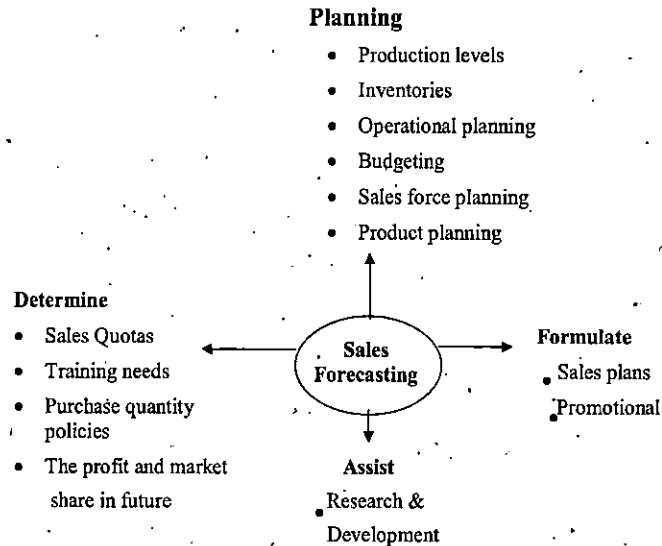 Planning
• Production levels
• Inventories
• Operational planning
• Budgeting
• Sales force planning
• Product planning
Determine
• Sales Quotas
• Training needs
• Purchase quantity
policies
• The profit and market
share in future
Sales
Forecasting
Formulate
• Sales plans
• Promotional
Assist
• Research &
Development